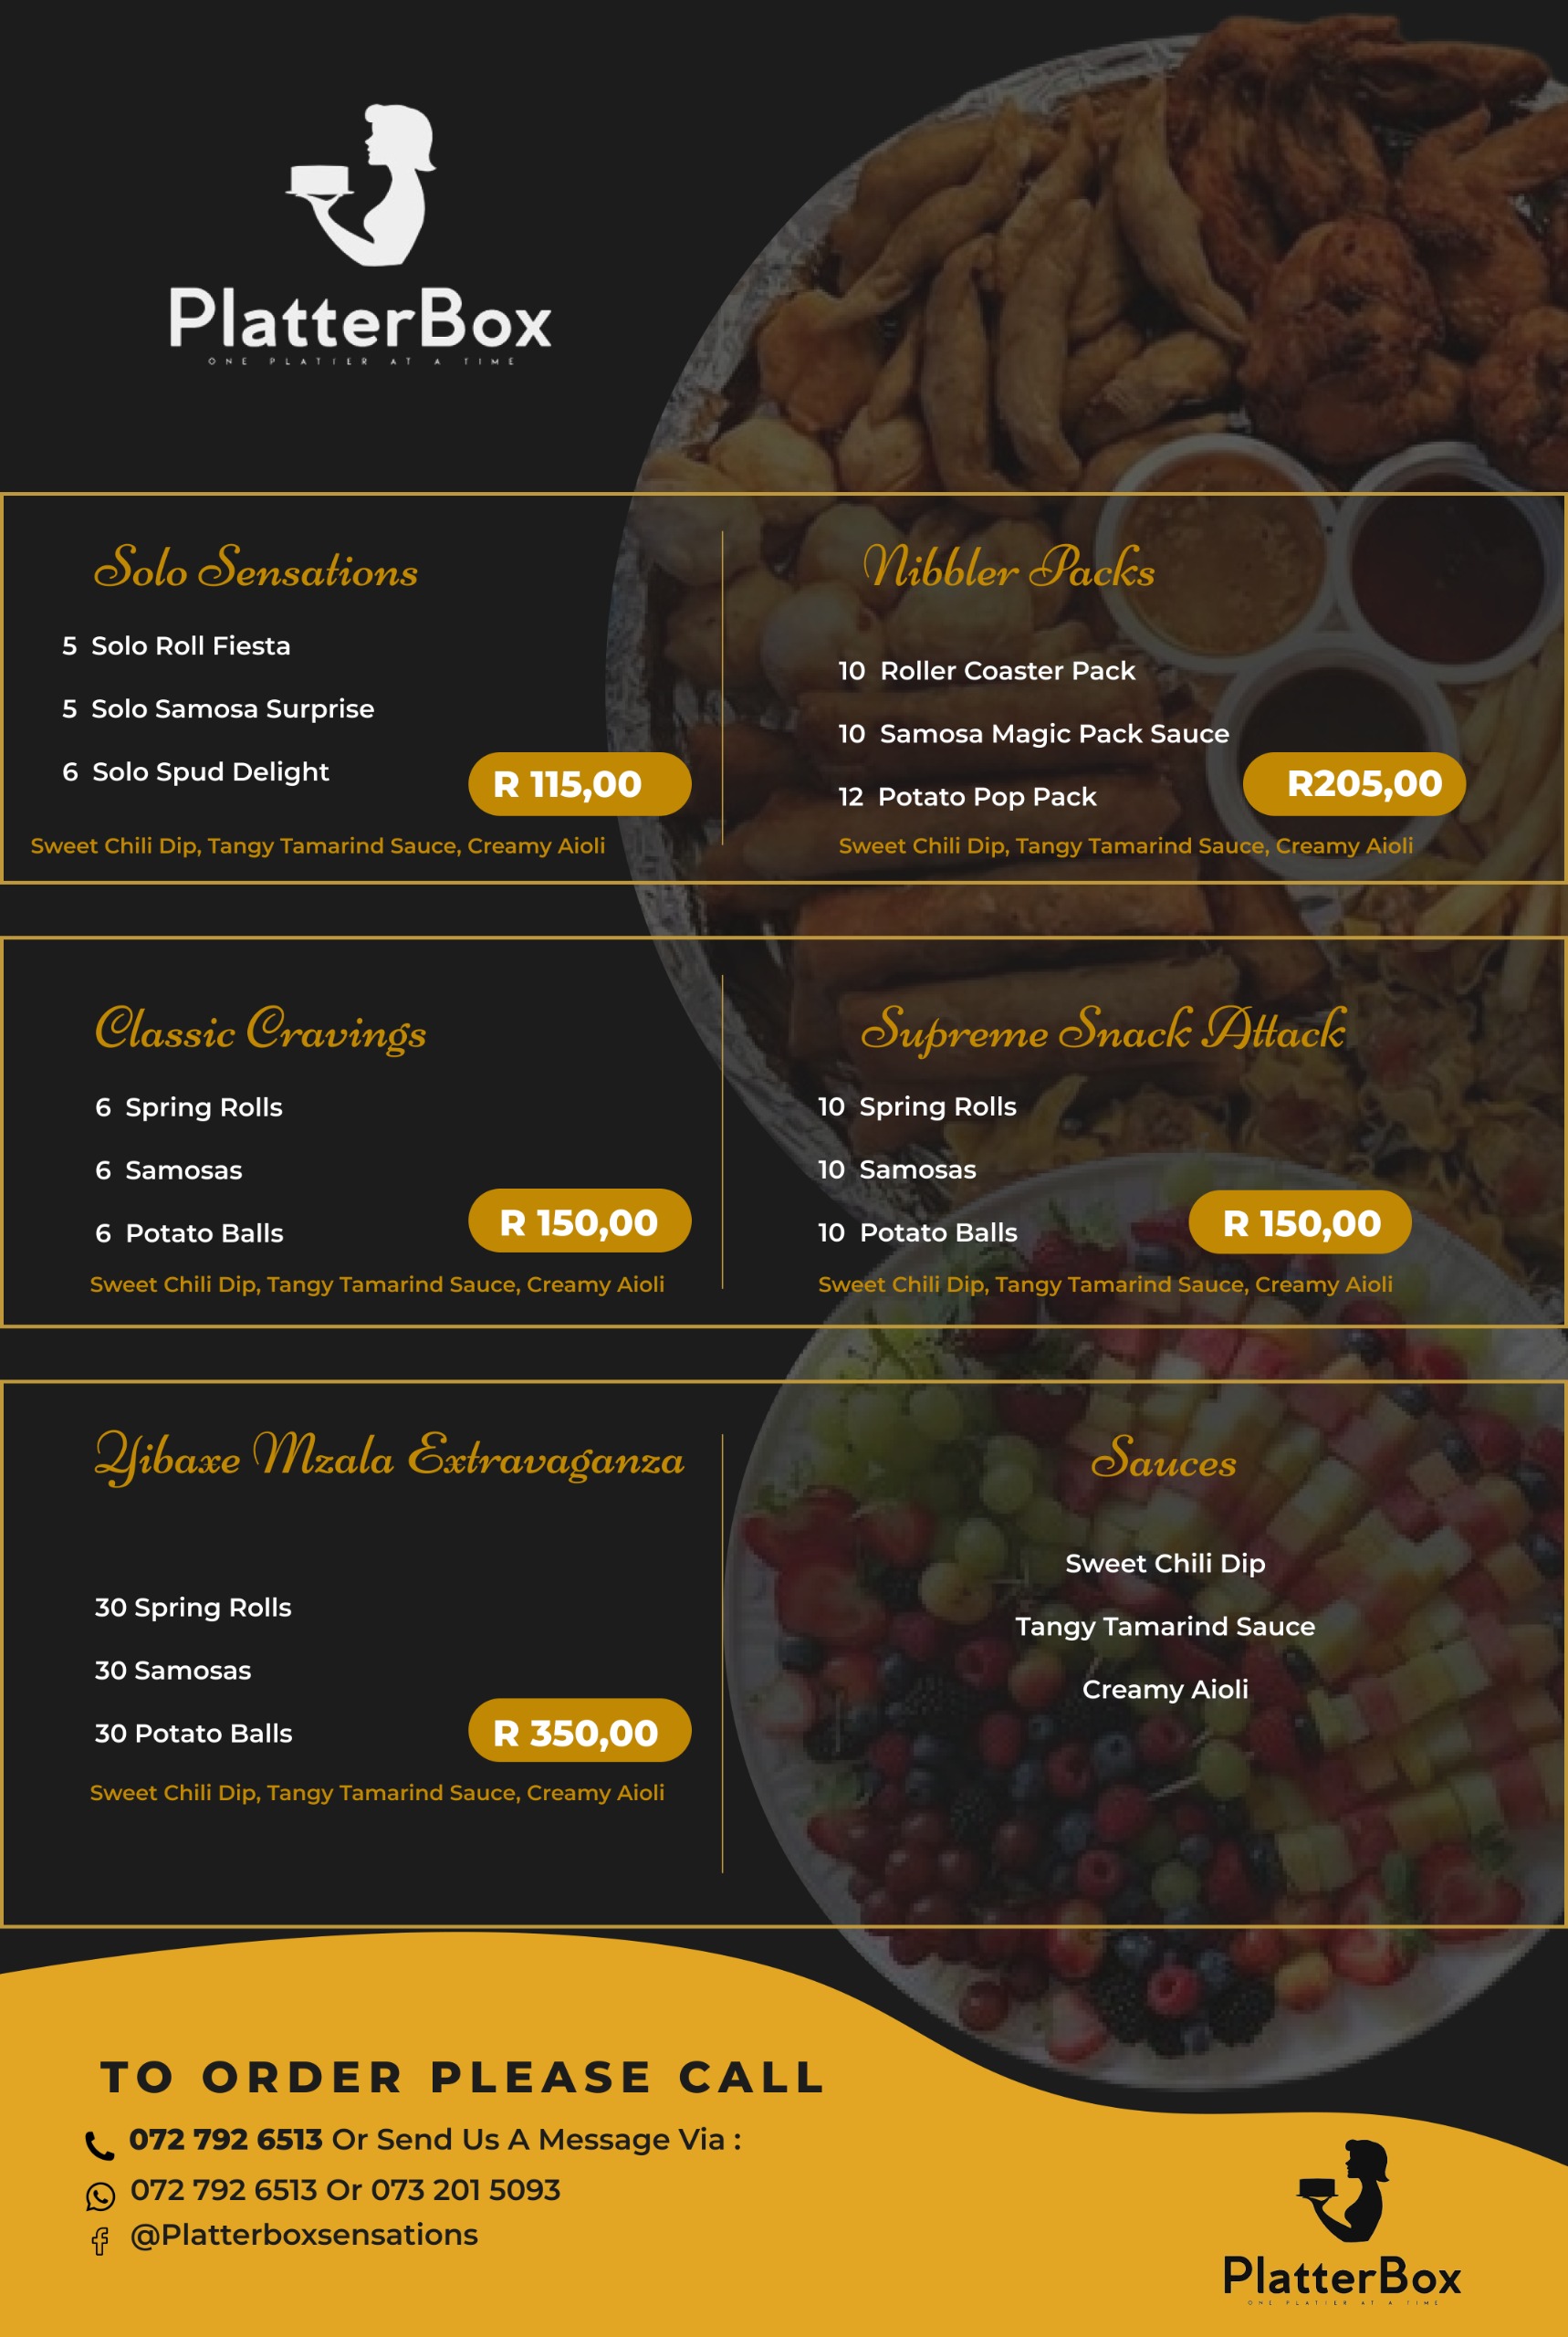 PlatterBox
ONE PLATTER AT A TIME
Solo Sensations
5 Solo Roll Fiesta
5 Solo Samosa Surprise
6 Solo Spud Delight
R 115,00
Sweet Chili Dip, Tangy Tamarind Sauce, Creamy Aioli
Nibbler Packs
10 Roller Coaster Pack
10 Samosa Magic Pack Sauce
12 Potato Pop Pack
R205,00
Sweet Chili Dip, Tangy Tamarind Sauce, Creamy Aioli
Classic Cravings
6 Spring Rolls
6 Samosas
6 Potato Balls
R 150,00
Sweet Chili Dip, Tangy Tamarind Sauce, Creamy Aioli
Supreme Snack Attack
10 Spring Rolls
10 Samosas
10 Potato Balls
R 150,00
Sweet Chili Dip, Tangy Tamarind Sauce, Creamy Aioli
Yibaxe Mzala Extravaganza
30 Spring Rolls
30 Samosas
30 Potato Balls
R 350,00
Sweet Chili Dip, Tangy Tamarind Sauce, Creamy Aioli
Sauces
Sweet Chili Dip
Tangy Tamarind Sauce
Creamy Aioli
TO ORDER PLEASE CALL
072 792 6513 Or Send Us A Message Via :
072 792 6513 Or 073 201 5093
@Platterboxsensations
PlatterBox
ONE PLATTER AT A TIME